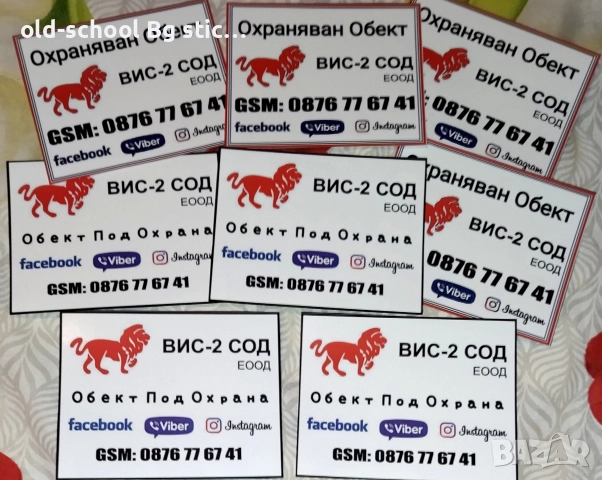 old-school Bg stic...
Охраняван Обект
ВИС-2 СОД
ЕООД
GSM: 0876 77 67 41
facebook Viber Instagram
Охраняван Обект
ВИС-2 СОД
ЕООД
GSM: 0876 77 67 41
facebook Viber Instagram
Охраняван Обект
ВИС-2 СОД
ЕООД
0876 77 67 41
Viber Instagram
ВИС-2 СОД
ЕООД
Обект Под Охрана
facebook Viber Instagram
GSM: 0876 77 67 41
ВИС-2 СОД
ЕООД
Обект Под Охрана
facebook Viber Instagram
GSM: 0876 77 67 41
Охраняван Обект
ВИС-2 СОД
ЕООД
0876 77 67 41
Viber Instagram
ВИС-2 СОД
ЕООД
Обект Под Охрана
facebook Viber Instagram
GSM: 0876 77 67 41
ВИС-2 СОД
ЕООД
Обект Под Охрана
facebook Viber Instagram
GSM: 0876 77 67 41
BAZAR